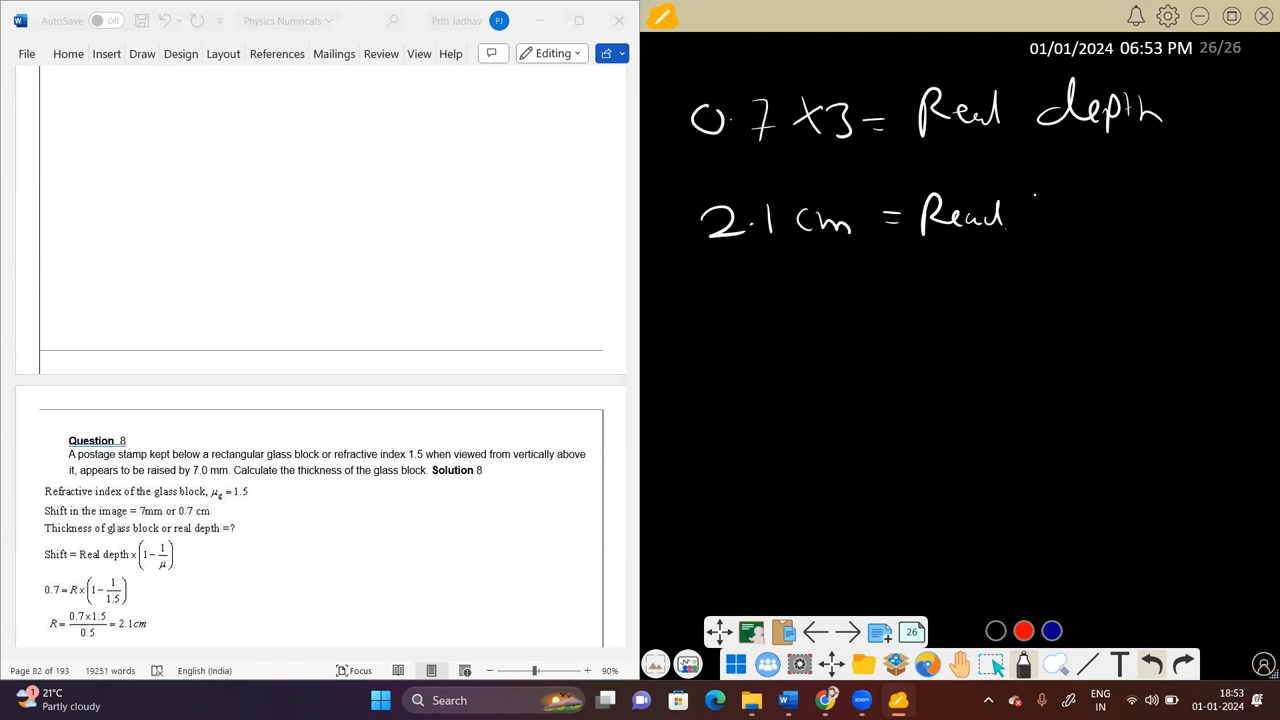 AutoSave Off Physics Numericals Priti Jadhav PJ
File Home Insert Draw Design Layout References Mailings Review View Help Editing
01/01/2024 06:53 PM 26/26
0.7 X3 = Real depth
2.1 cm = Read
Question 8
A postage stamp kept below a rectangular glass block or refractive index 1.5 when viewed from vertically above
it, appears to be raised by 7.0 mm. Calculate the thickness of the glass block. Solution 8
Refractive index of the glass block, μg = 1.5
Shift in the image = 7mm or 0.7 cm
Thickness of glass block or real depth =?
Shift = Real depth × (1 − 1/μ)
0.7 = R × (1 − 1/1.5)
R = 0.7×1.5/0.5 = 2.1cm
26
T
Page 82 of 193 English (India) Focus 90%
1
21°C
Partly cloudy
Search
ENG
IN
18:53
01-01-2024